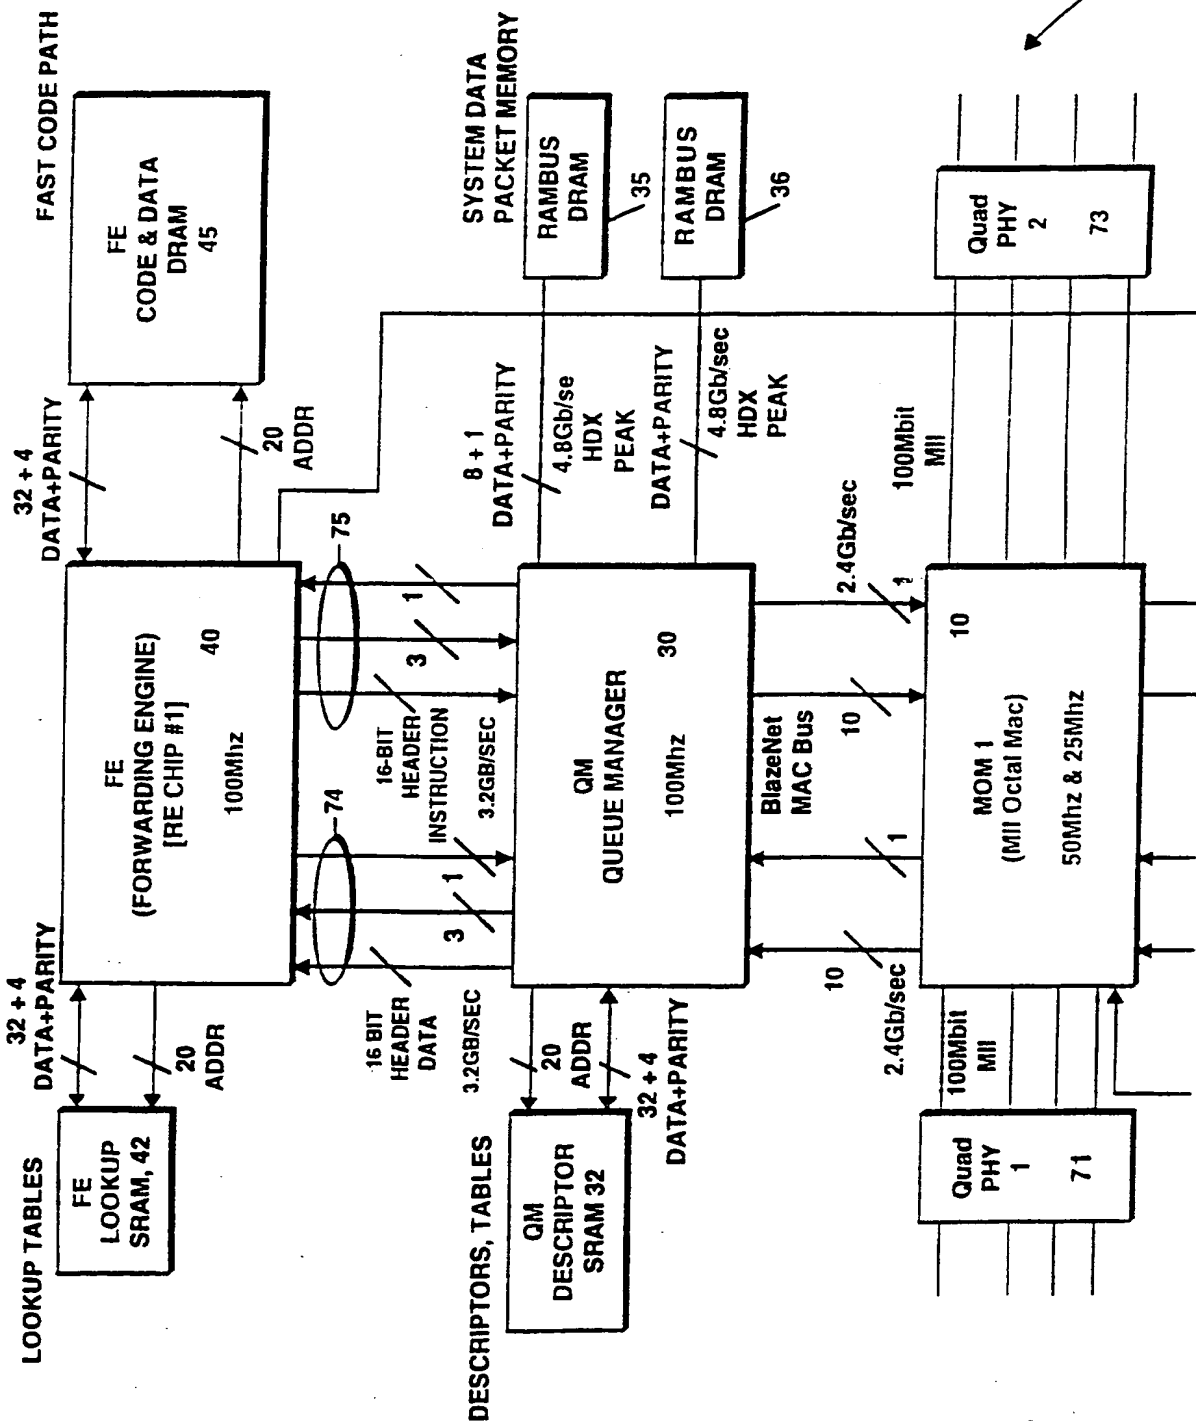 LOOKUP TABLES
FE
LOOKUP
SRAM, 42
32 + 4
DATA+PARITY
20
ADDR
FE
(FORWARDING ENGINE)
[RE CHIP #1]
100Mhz
40
32 + 4
DATA+PARITY
20
ADDR
FAST CODE PATH
FE
CODE & DATA
DRAM
45
16 BIT
HEADER
DATA
3.2GB/SEC
3
1
74
16-BIT
HEADER
INSTRUCTION
3.2GB/SEC
3
1
75
DESCRIPTORS, TABLES
QM
DESCRIPTOR
SRAM 32
20
ADDR
32 + 4
DATA+PARITY
QM
QUEUE MANAGER
100Mhz
30
8 + 1
DATA+PARITY
4.8Gb/se
HDX
PEAK
DATA+PARITY
4.8Gb/sec
HDX
PEAK
SYSTEM DATA
PACKET MEMORY
RAMBUS
DRAM
35
RAMBUS
DRAM
36
10
2.4Gb/sec
1
BlazeNet
MAC Bus
10
2.4Gb/sec
1
Quad
PHY
1
71
100Mbit
MII
MOM 1
(MII Octal Mac)
50Mhz & 25Mhz
10
100Mbit
MII
Quad
PHY
2
73